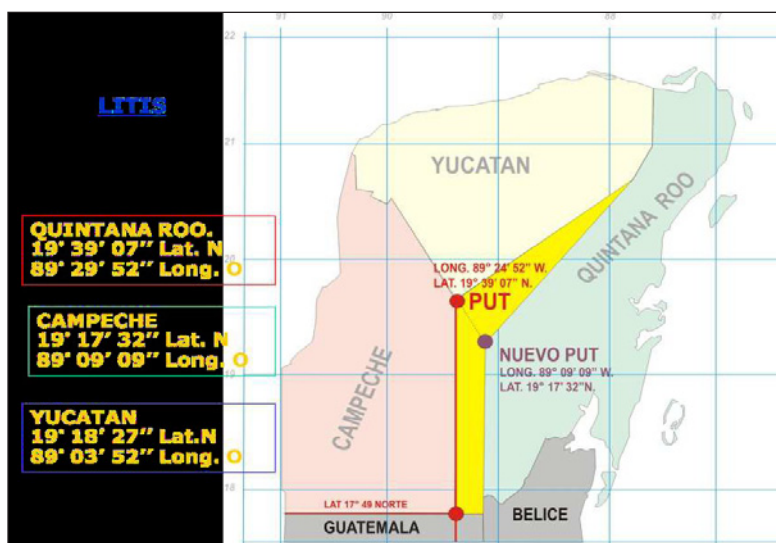 LITIS
QUINTANA ROO.
19° 39' 07" Lat. N
89° 29' 52" Long. O
CAMPECHE
19° 17' 32" Lat. N
89° 09' 09" Long. O
YUCATAN
19° 18' 27" Lat.N
89° 03' 52" Long. O
91
90
89
88
87
22
21
20
19
18
YUCATAN
QUINTANA ROO
CAMPECHE
LONG. 89° 24' 52" W.
LAT. 19° 39' 07" N.
PUT
NUEVO PUT
LONG. 89° 09' 09" W.
LAT. 19° 17' 32"N.
LAT 17° 49 NORTE
GUATEMALA
BELICE